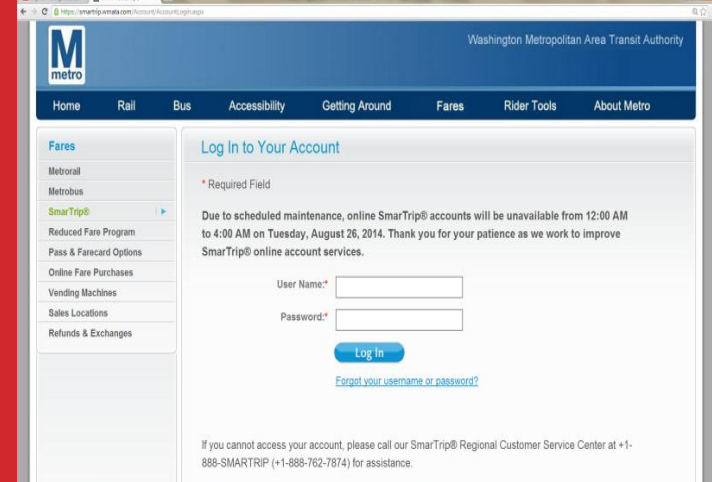 https://smartrip.wmata.com/Account/AccountLogin.aspx
M
metro
Washington Metropolitan Area Transit Authority
Home Rail Bus Accessibility Getting Around Fares Rider Tools About Metro
Fares
Metrorail
Metrobus
SmarTrip®
Reduced Fare Program
Pass & Farecard Options
Online Fare Purchases
Vending Machines
Sales Locations
Refunds & Exchanges
Log In to Your Account
* Required Field
Due to scheduled maintenance, online SmarTrip® accounts will be unavailable from 12:00 AM
to 4:00 AM on Tuesday, August 26, 2014. Thank you for your patience as we work to improve
SmarTrip® online account services.
User Name:*
Password:*
Log In
Forgot your username or password?
If you cannot access your account, please call our SmarTrip® Regional Customer Service Center at +1-
888-SMARTRIP (+1-888-762-7874) for assistance.